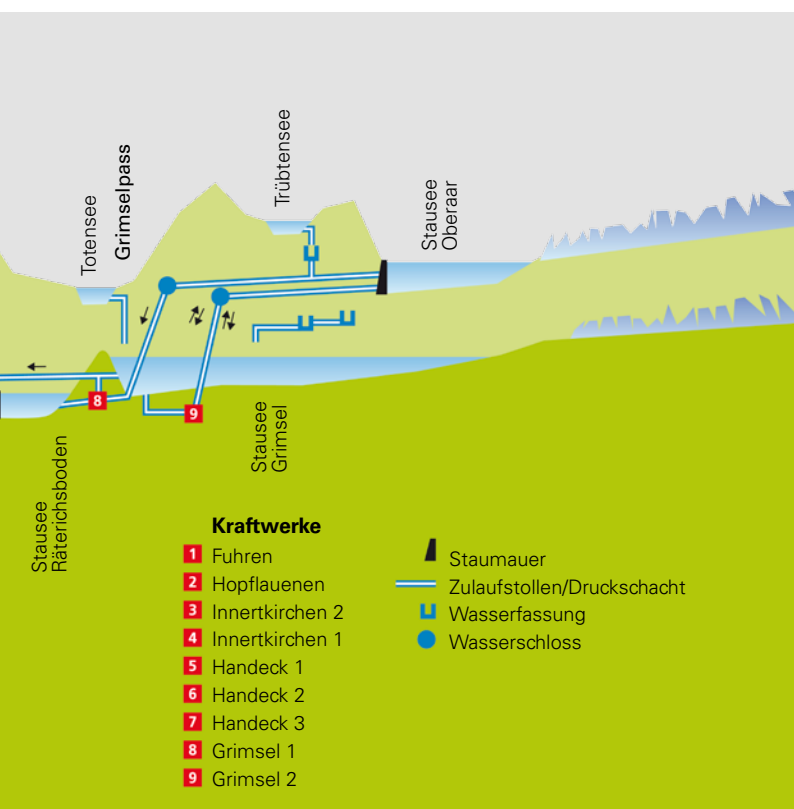 Totensee
Grimselpass
Trübtensee
Stausee
Oberaar
8
9
Stausee
Räterichsboden
Stausee
Grimsel
Kraftwerke
1 Fuhren
2 Hopflauenen
3 Innertkirchen 2
4 Innertkirchen 1
5 Handeck 1
6 Handeck 2
7 Handeck 3
8 Grimsel 1
9 Grimsel 2
Staumauer
Zulaufstollen/Druckschacht
Wasserfassung
Wasserschloss